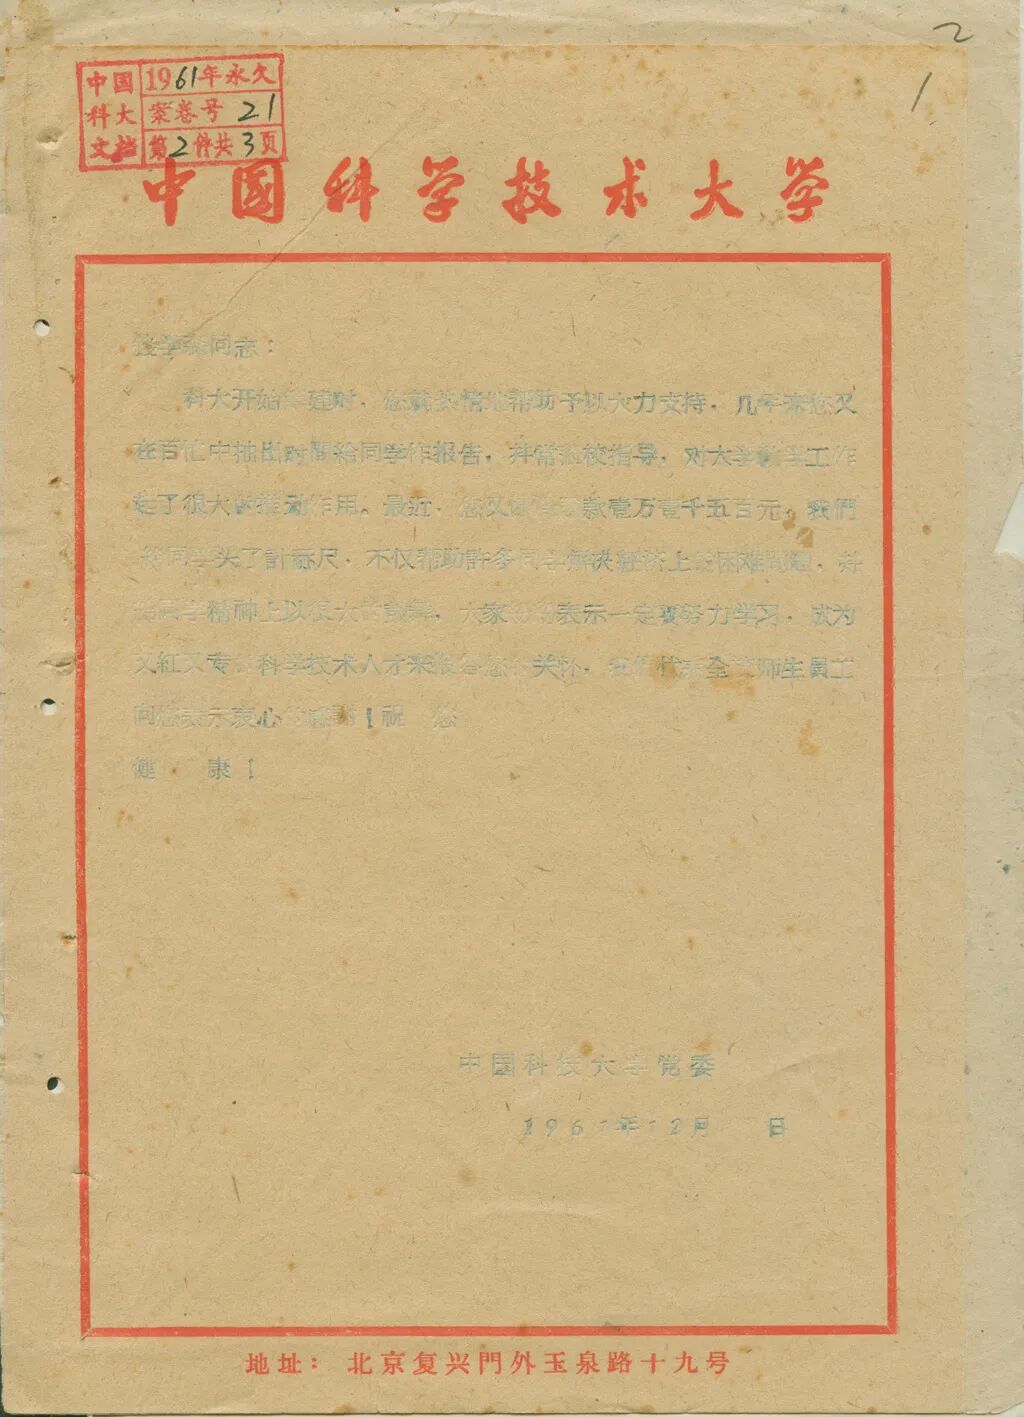 2
1
中国科大文档
1961年永久
案卷号 21
第2件共3页
中国科学技术大学
钱学森同志：
科大开始筹建时，您就热情地帮助予以大力支持，几年来您又
在百忙中抽出时間給同学作报告，并常到校指导，对大学教学工作
起了很大的推动作用。最近，您又捐款壹万壹千五百元，我們
給同学买了計标尺，不仅帮助許多同学解决經济上的困难問題，并
給同学精神上以很大的鼓舞，大家纷纷表示一定要努力学习，成为
又紅又专的科学技术人才来报答您的关怀，我們代表全校师生員工
向您表示衷心的感謝！祝 您
健 康！
中国科技大学党委
1961年12月 日
地址：北京复兴門外玉泉路十九号